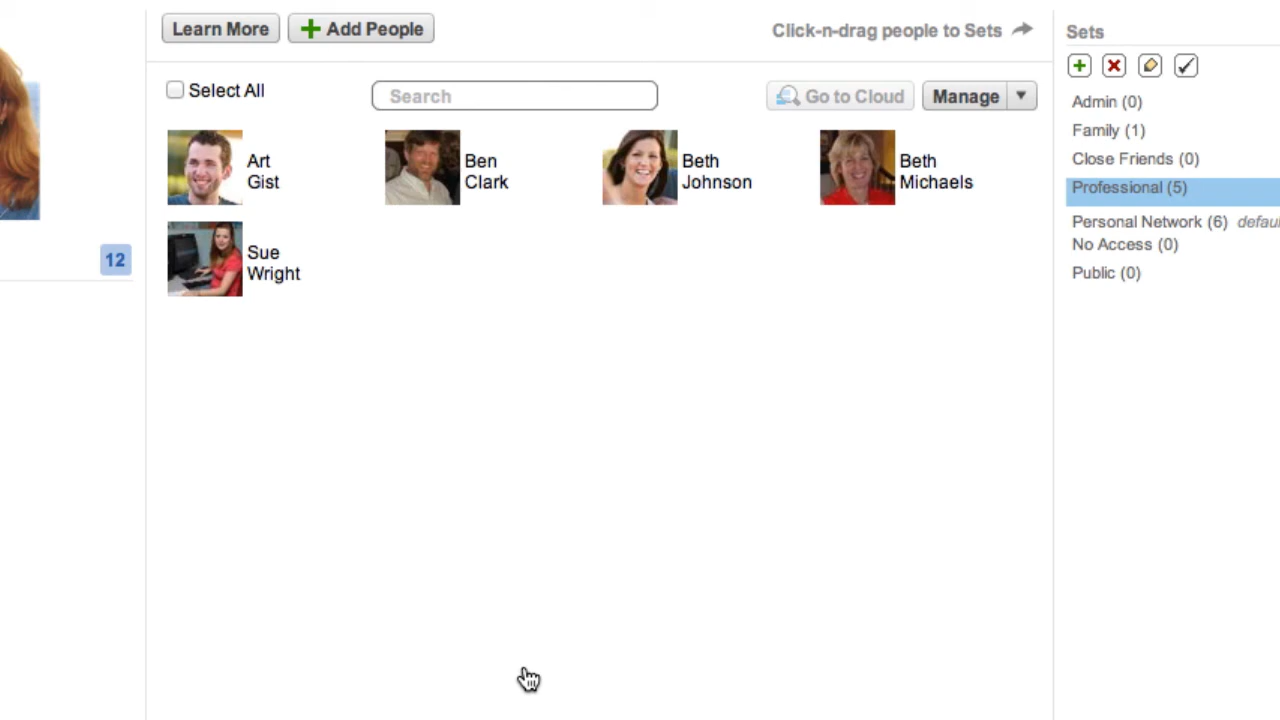 Learn More
Add People
Click-n-drag people to Sets
Select All
Search
Go to Cloud
Manage
Art
Gist
Ben
Clark
Beth
Johnson
Beth
Michaels
Sue
Wright
12
Sets
Admin (0)
Family (1)
Close Friends (0)
Professional (5)
Personal Network (6) defau
No Access (0)
Public (0)